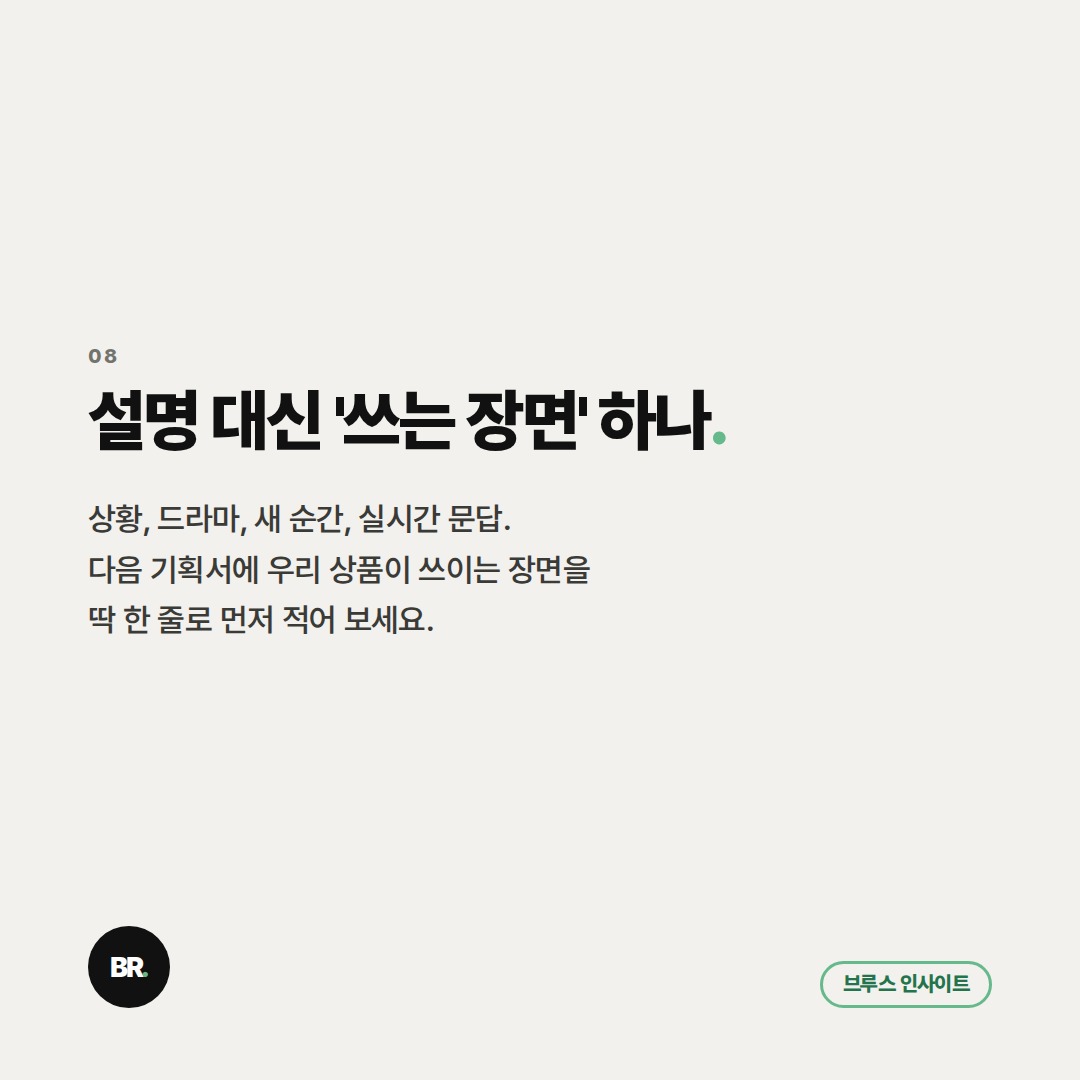 08
설명 대신 '쓰는 장면' 하나.
상황, 드라마, 새 순간, 실시간 문답.
다음 기획서에 우리 상품이 쓰이는 장면을
딱 한 줄로 먼저 적어 보세요.
BR.
브루스 인사이트